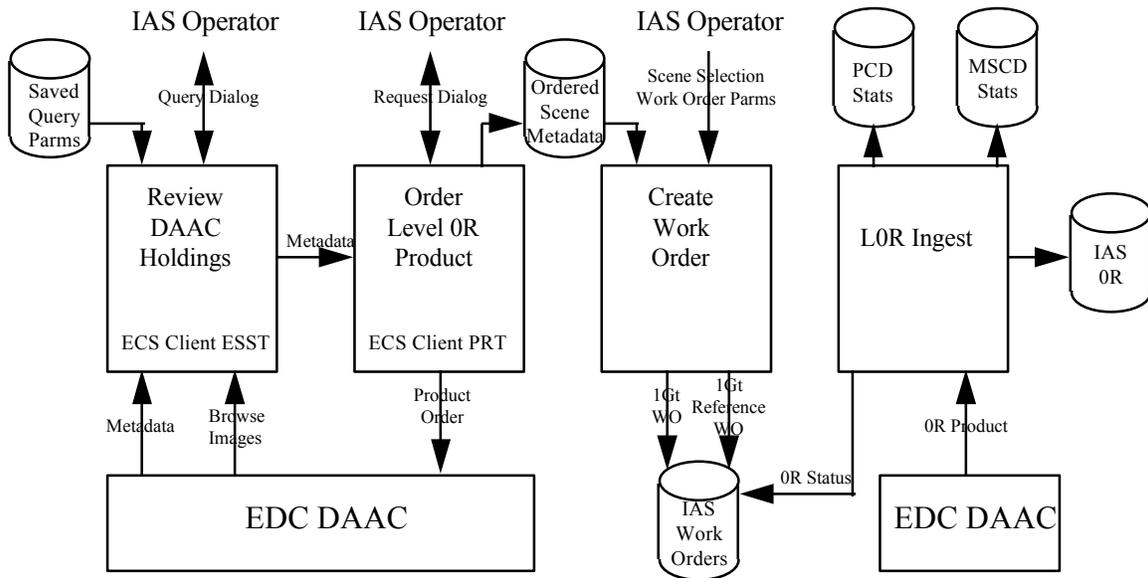 IAS Operator
IAS Operator
IAS Operator
Saved
Query
Parms
Query Dialog
Request Dialog
Ordered
Scene
Metadata
Scene Selection
Work Order Parms
PCD
Stats
MSCD
Stats
Review
DAAC
Holdings
ECS Client ESST
Metadata
Order
Level 0R
Product
ECS Client PRT
Create
Work
Order
L0R Ingest
IAS
0R
Metadata
Browse
Images
Product
Order
1Gt
WO
1Gt
Reference
WO
0R Product
0R Status
EDC DAAC
IAS
Work
Orders
EDC DAAC